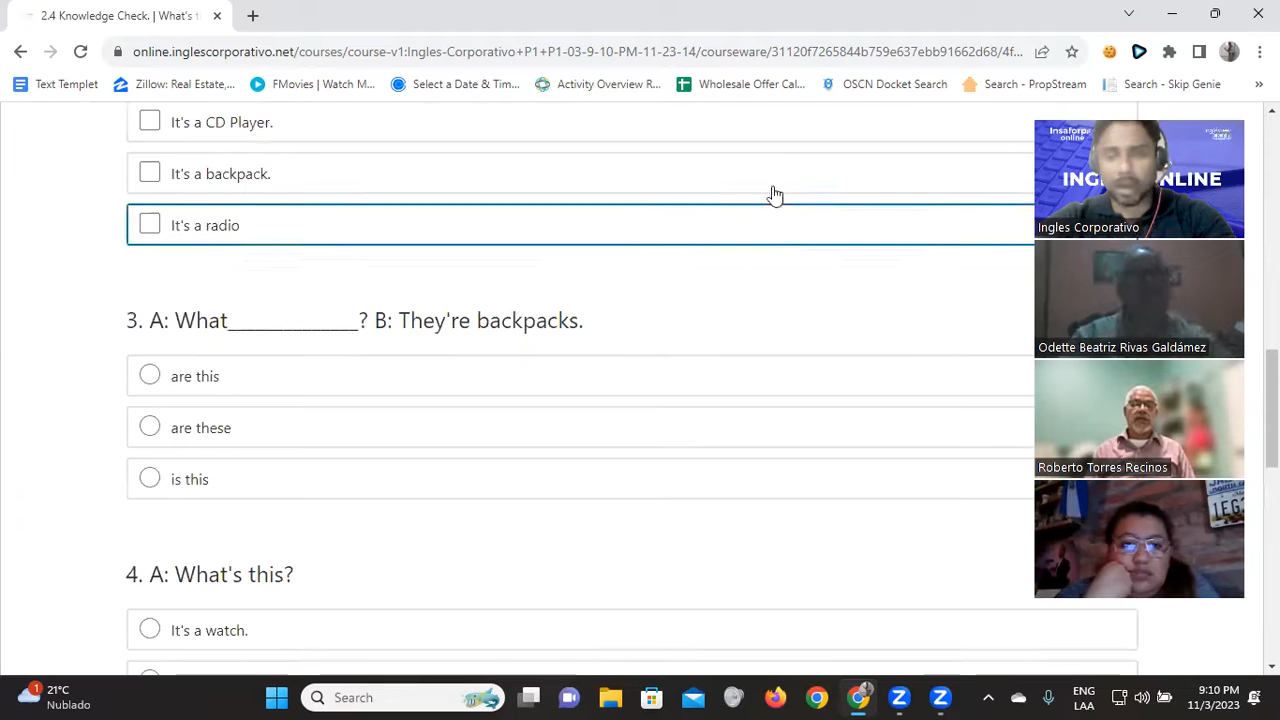 2.4 Knowledge Check. | What's t
online.inglescorporativo.net/courses/course-v1:Ingles-Corporativo+P1+P1-03-9-10-PM-11-23-14/courseware/31120f7265844b759e637ebb91662d68/4f...
Text Templet
Zillow: Real Estate,...
FMovies | Watch M...
Select a Date & Tim...
Activity Overview R...
Wholesale Offer Cal...
OSCN Docket Search
Search - PropStream
Search - Skip Genie
It's a CD Player.
It's a backpack.
It's a radio
3. A: What______________? B: They're backpacks.
are this
are these
is this
4. A: What's this?
It's a watch.
online
Ingles Corporativo
Odette Beatriz Rivas Galdámez
Roberto Torres Recinos
1
21°C
Nublado
Search
ENG
LAA
9:10 PM
11/3/2023